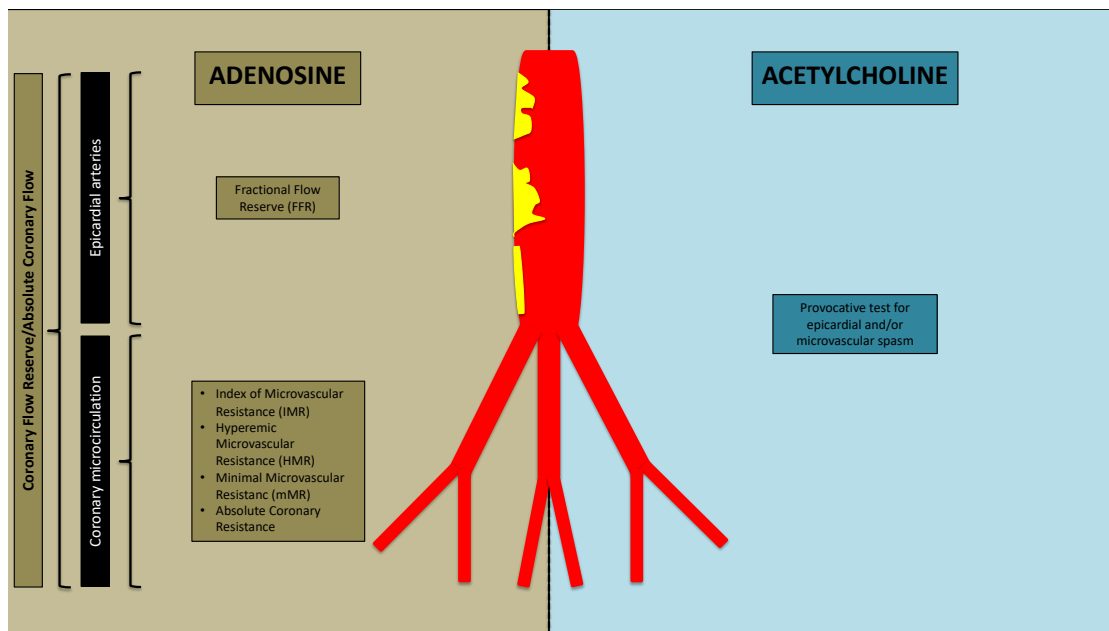 ADENOSINE
ACETYLCHOLINE
Coronary Flow Reserve/Absolute Coronary Flow
Epicardial arteries
Coronary microcirculation
Fractional Flow
Reserve (FFR)
• Index of Microvascular
Resistance (IMR)
• Hyperemic
Microvascular
Resistance (HMR)
• Minimal Microvascular
Resistanc (mMR)
• Absolute Coronary
Resistance
Provocative test for
epicardial and/or
microvascular spasm